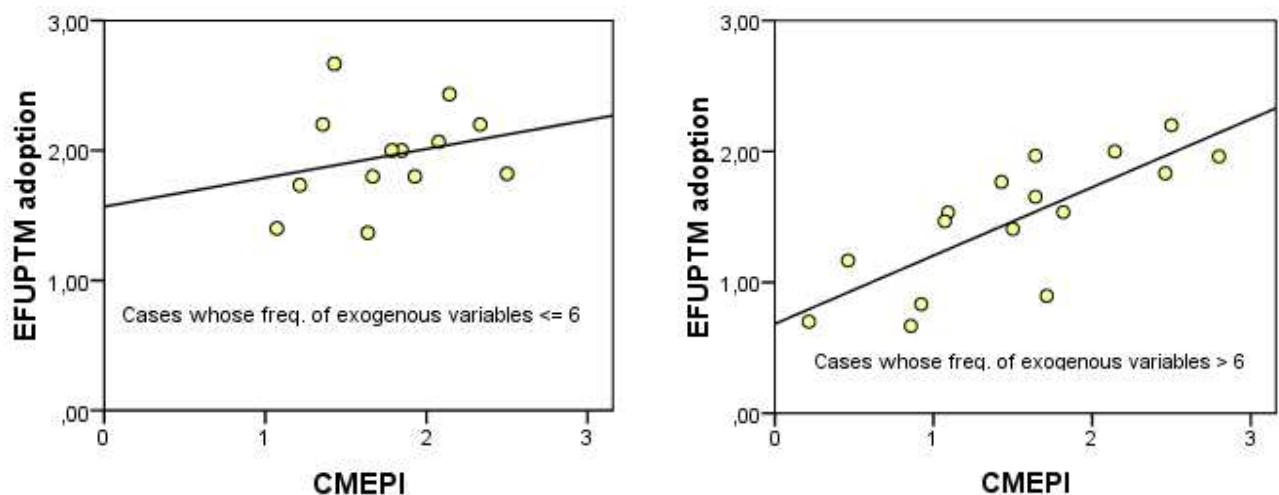 EFUPTM adoption
3,00
2,00
1,00
,00
Cases whose freq. of exogenous variables <= 6
0 1 2 3
CMEPI
EFUPTM adoption
3,00
2,00
1,00
,00
Cases whose freq. of exogenous variables > 6
0 1 2 3
CMEPI